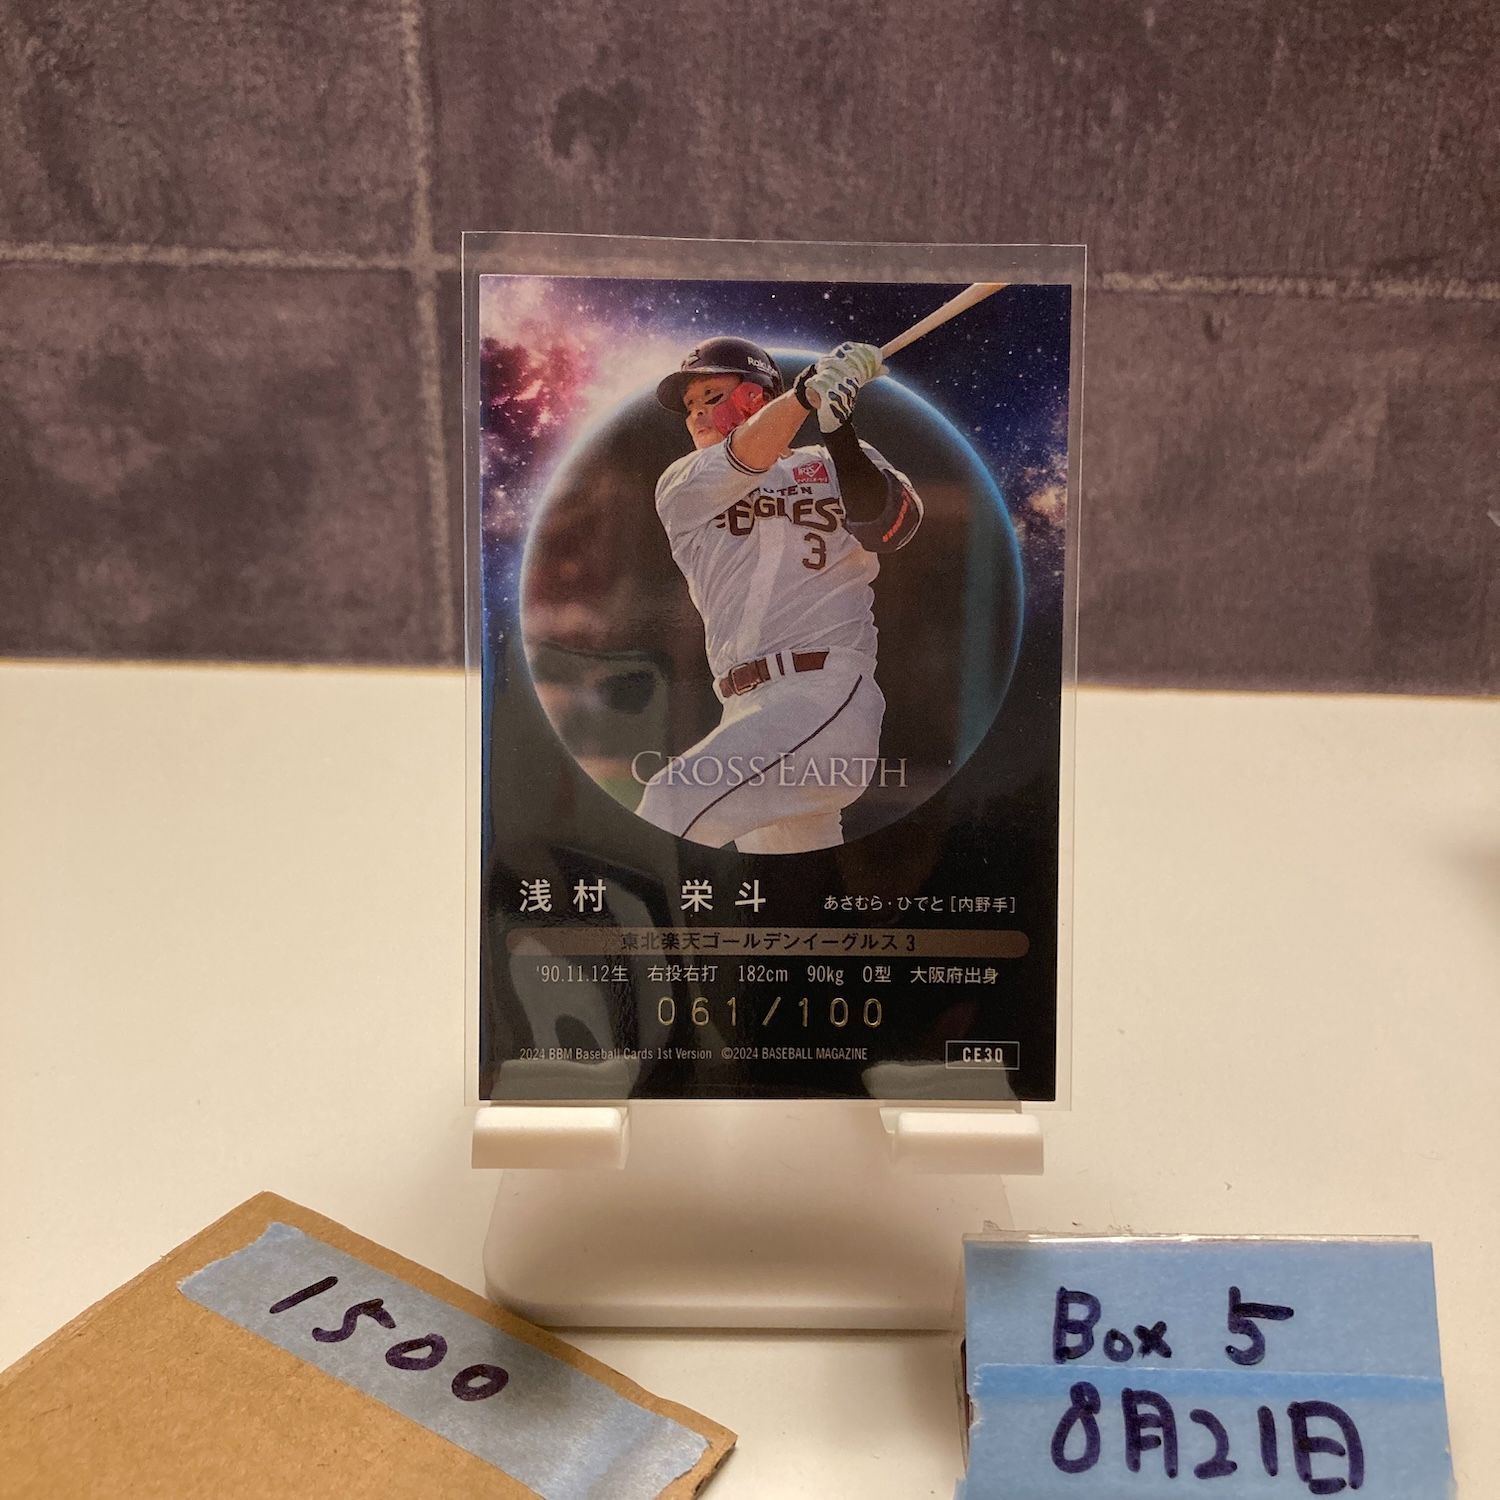 Rakuten
EAGLES
3
CROSS EARTH
浅村 栄斗 あさむら・ひでと [内野手]
東北楽天ゴールデンイーグルス 3
'90.11.12生 右投右打 182cm 90kg O型 大阪府出身
061/100
2024 BBM Baseball Cards 1st Version ©2024 BASEBALL MAGAZINE CE30
1500
Box 5
8月21日